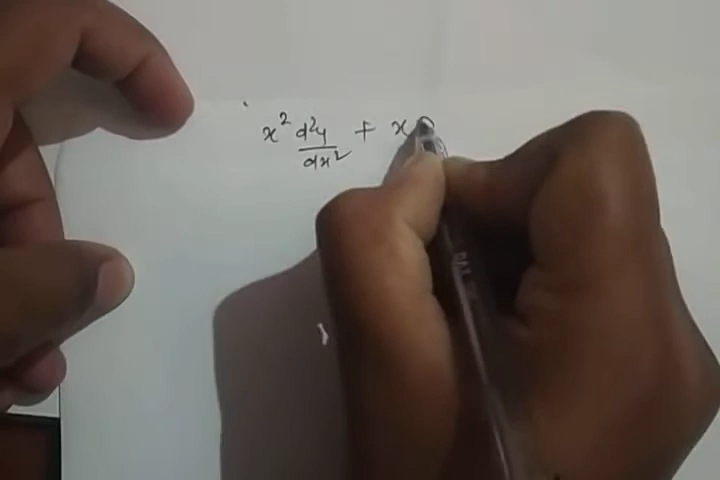 x² d²y/dx² + x